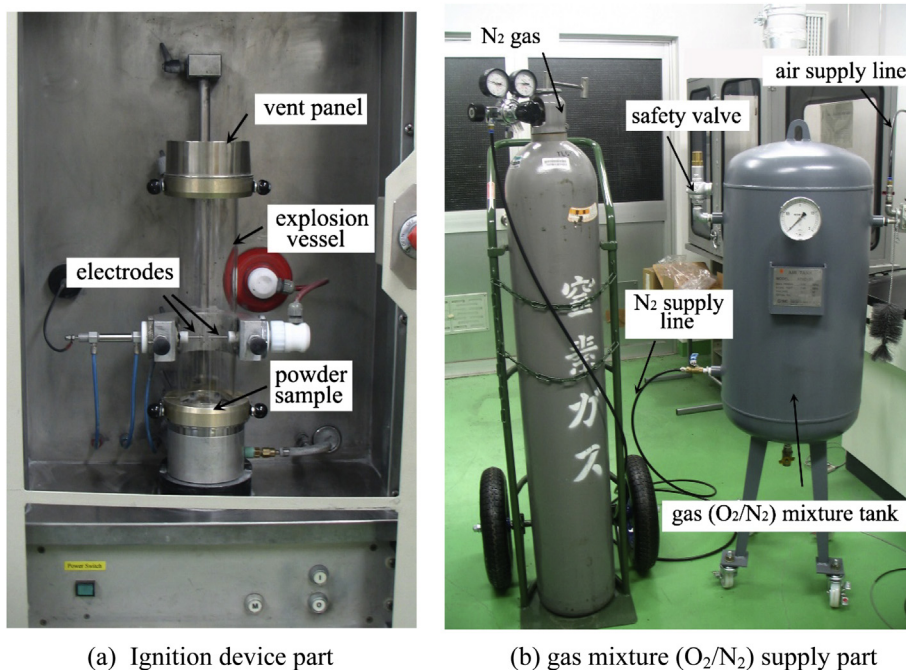 vent panel
explosion
vessel
electrodes
powder
sample
Power Switch
I
M
O
(a) Ignition device part
N₂ gas
air supply line
safety valve
N₂ supply
line
空素ガス
gas (O₂/N₂) mixture tank
(b) gas mixture (O₂/N₂) supply part